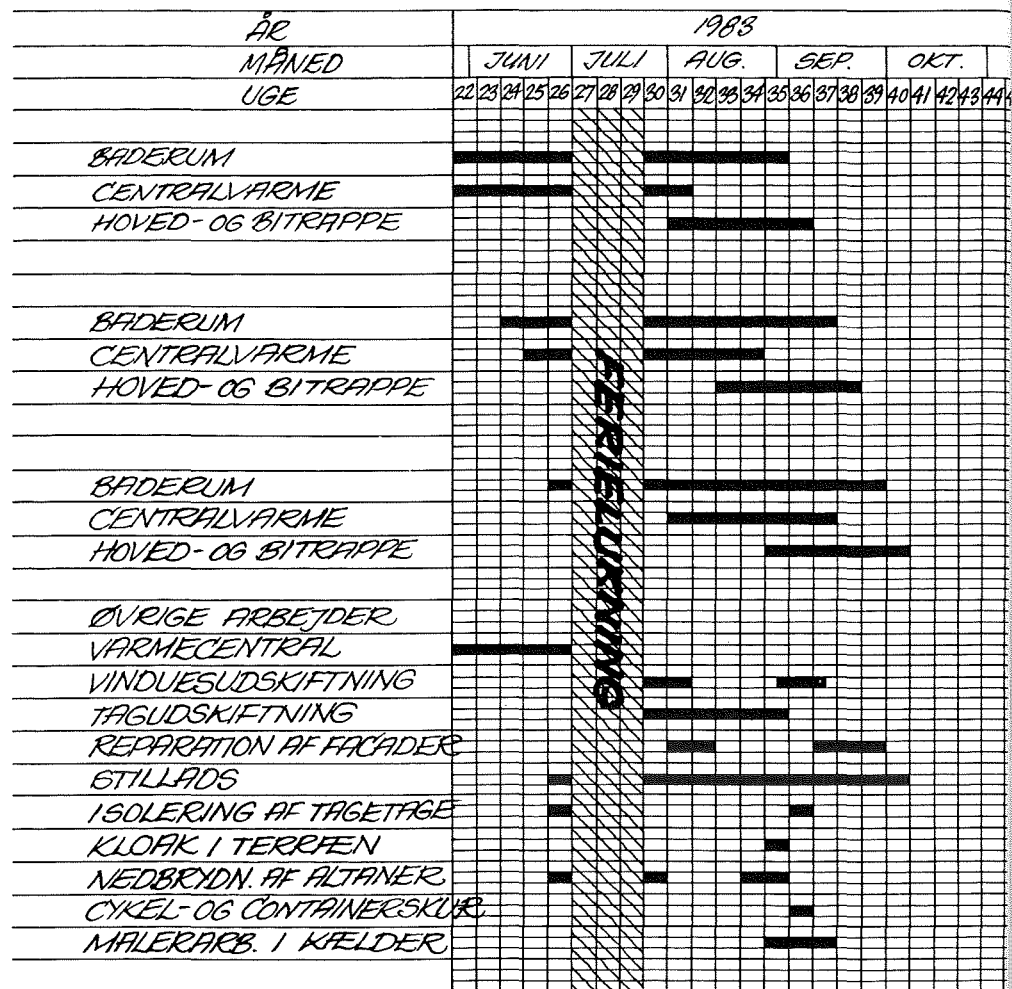 ÅR 1983
MÅNED JUNI JULI AUG. SEP. OKT.
UGE 22 23 24 25 26 27 28 29 30 31 32 33 34 35 36 37 38 39 40 41 42 43 44
BADERUM
CENTRALVARME
HOVED- OG BITRAPPE
BADERUM
CENTRALVARME
HOVED- OG BITRAPPE
BADERUM
CENTRALVARME
HOVED- OG BITRAPPE
ØVRIGE ARBEJDER
VARMECENTRAL
VINDUESUDSKIFTNING
TAGUDSKIFTNING
REPARATION AF FACADER
STILLADS
ISOLERING AF TAGETAGE
KLOAK I TERRÆN
NEDBRYDN. AF ALTANER
CYKEL- OG CONTAINERSKUR
MALERARB. I KÆLDER
FERIELUKNING